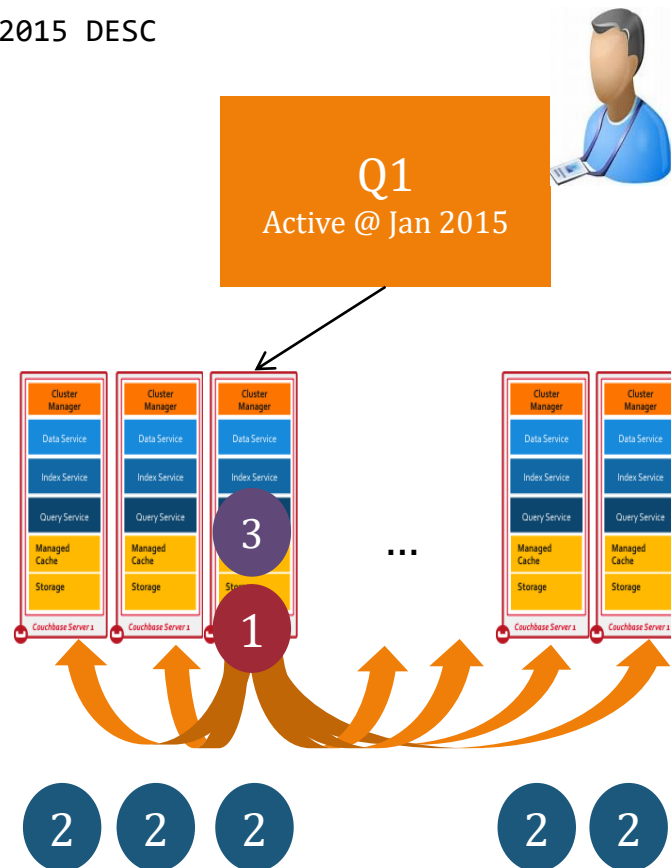 2015 DESC
Q1
Active @ Jan 2015
Cluster
Manager
Data Service
Index Service
Query Service
Managed
Cache
Storage
Couchbase Server 1
Cluster
Manager
Data Service
Index Service
Query Service
Managed
Cache
Storage
Couchbase Server 1
Cluster
Manager
Data Service
Index Service
3
1
...
Cluster
Manager
Data Service
Index Service
Query Service
Managed
Cache
Storage
Couchbase Server 1
Cluster
Manager
Data Service
Index Service
Query Service
Managed
Cache
Storage
Couchbase Server 1
2
2
2
2
2